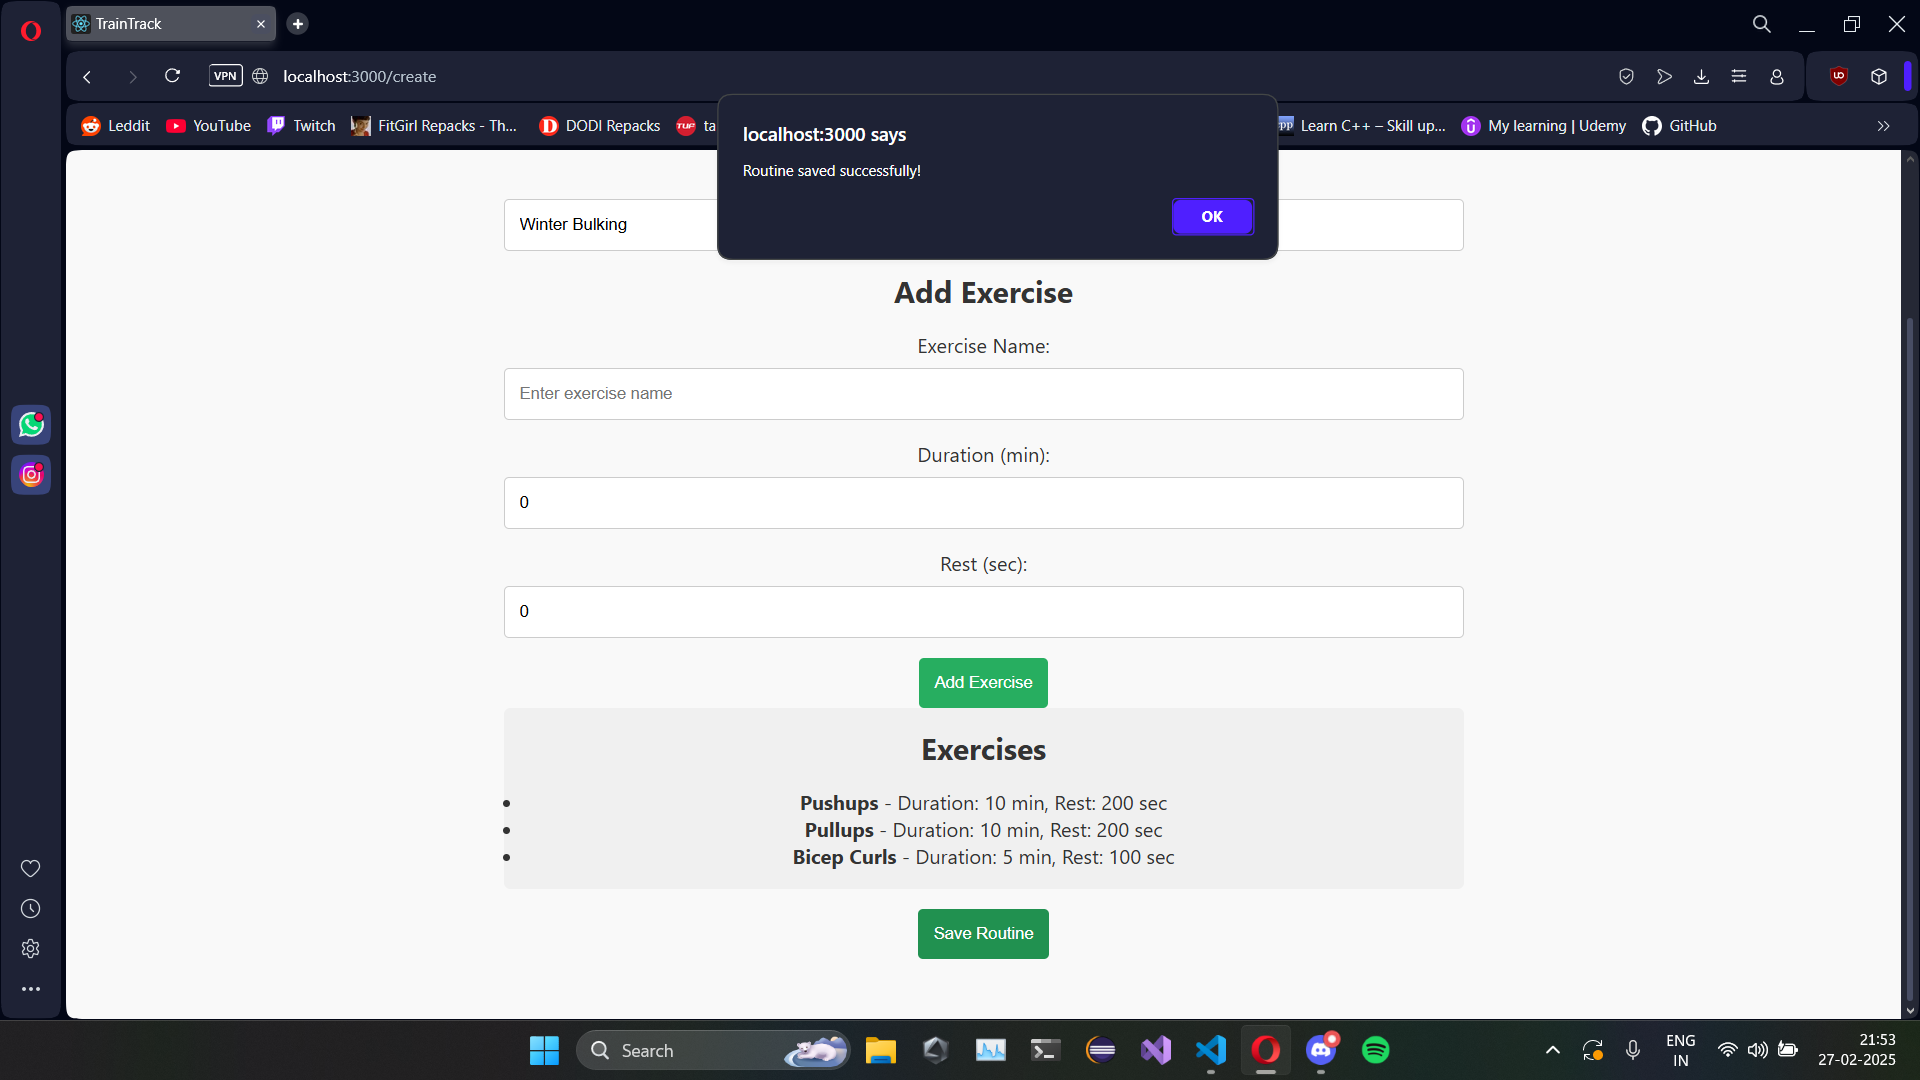 TrainTrack
VPN
localhost:3000/create
Leddit
YouTube
Twitch
FitGirl Repacks - Th...
DODI Repacks
TUP
ta
Learn C++ – Skill up...
My learning | Udemy
GitHub
localhost:3000 says
Routine saved successfully!
OK
Winter Bulking
Add Exercise
Exercise Name:
Enter exercise name
Duration (min):
0
Rest (sec):
0
Add Exercise
Exercises
Pushups - Duration: 10 min, Rest: 200 sec
Pullups - Duration: 10 min, Rest: 200 sec
Bicep Curls - Duration: 5 min, Rest: 100 sec
Save Routine
Search
ENG
IN
21:53
27-02-2025